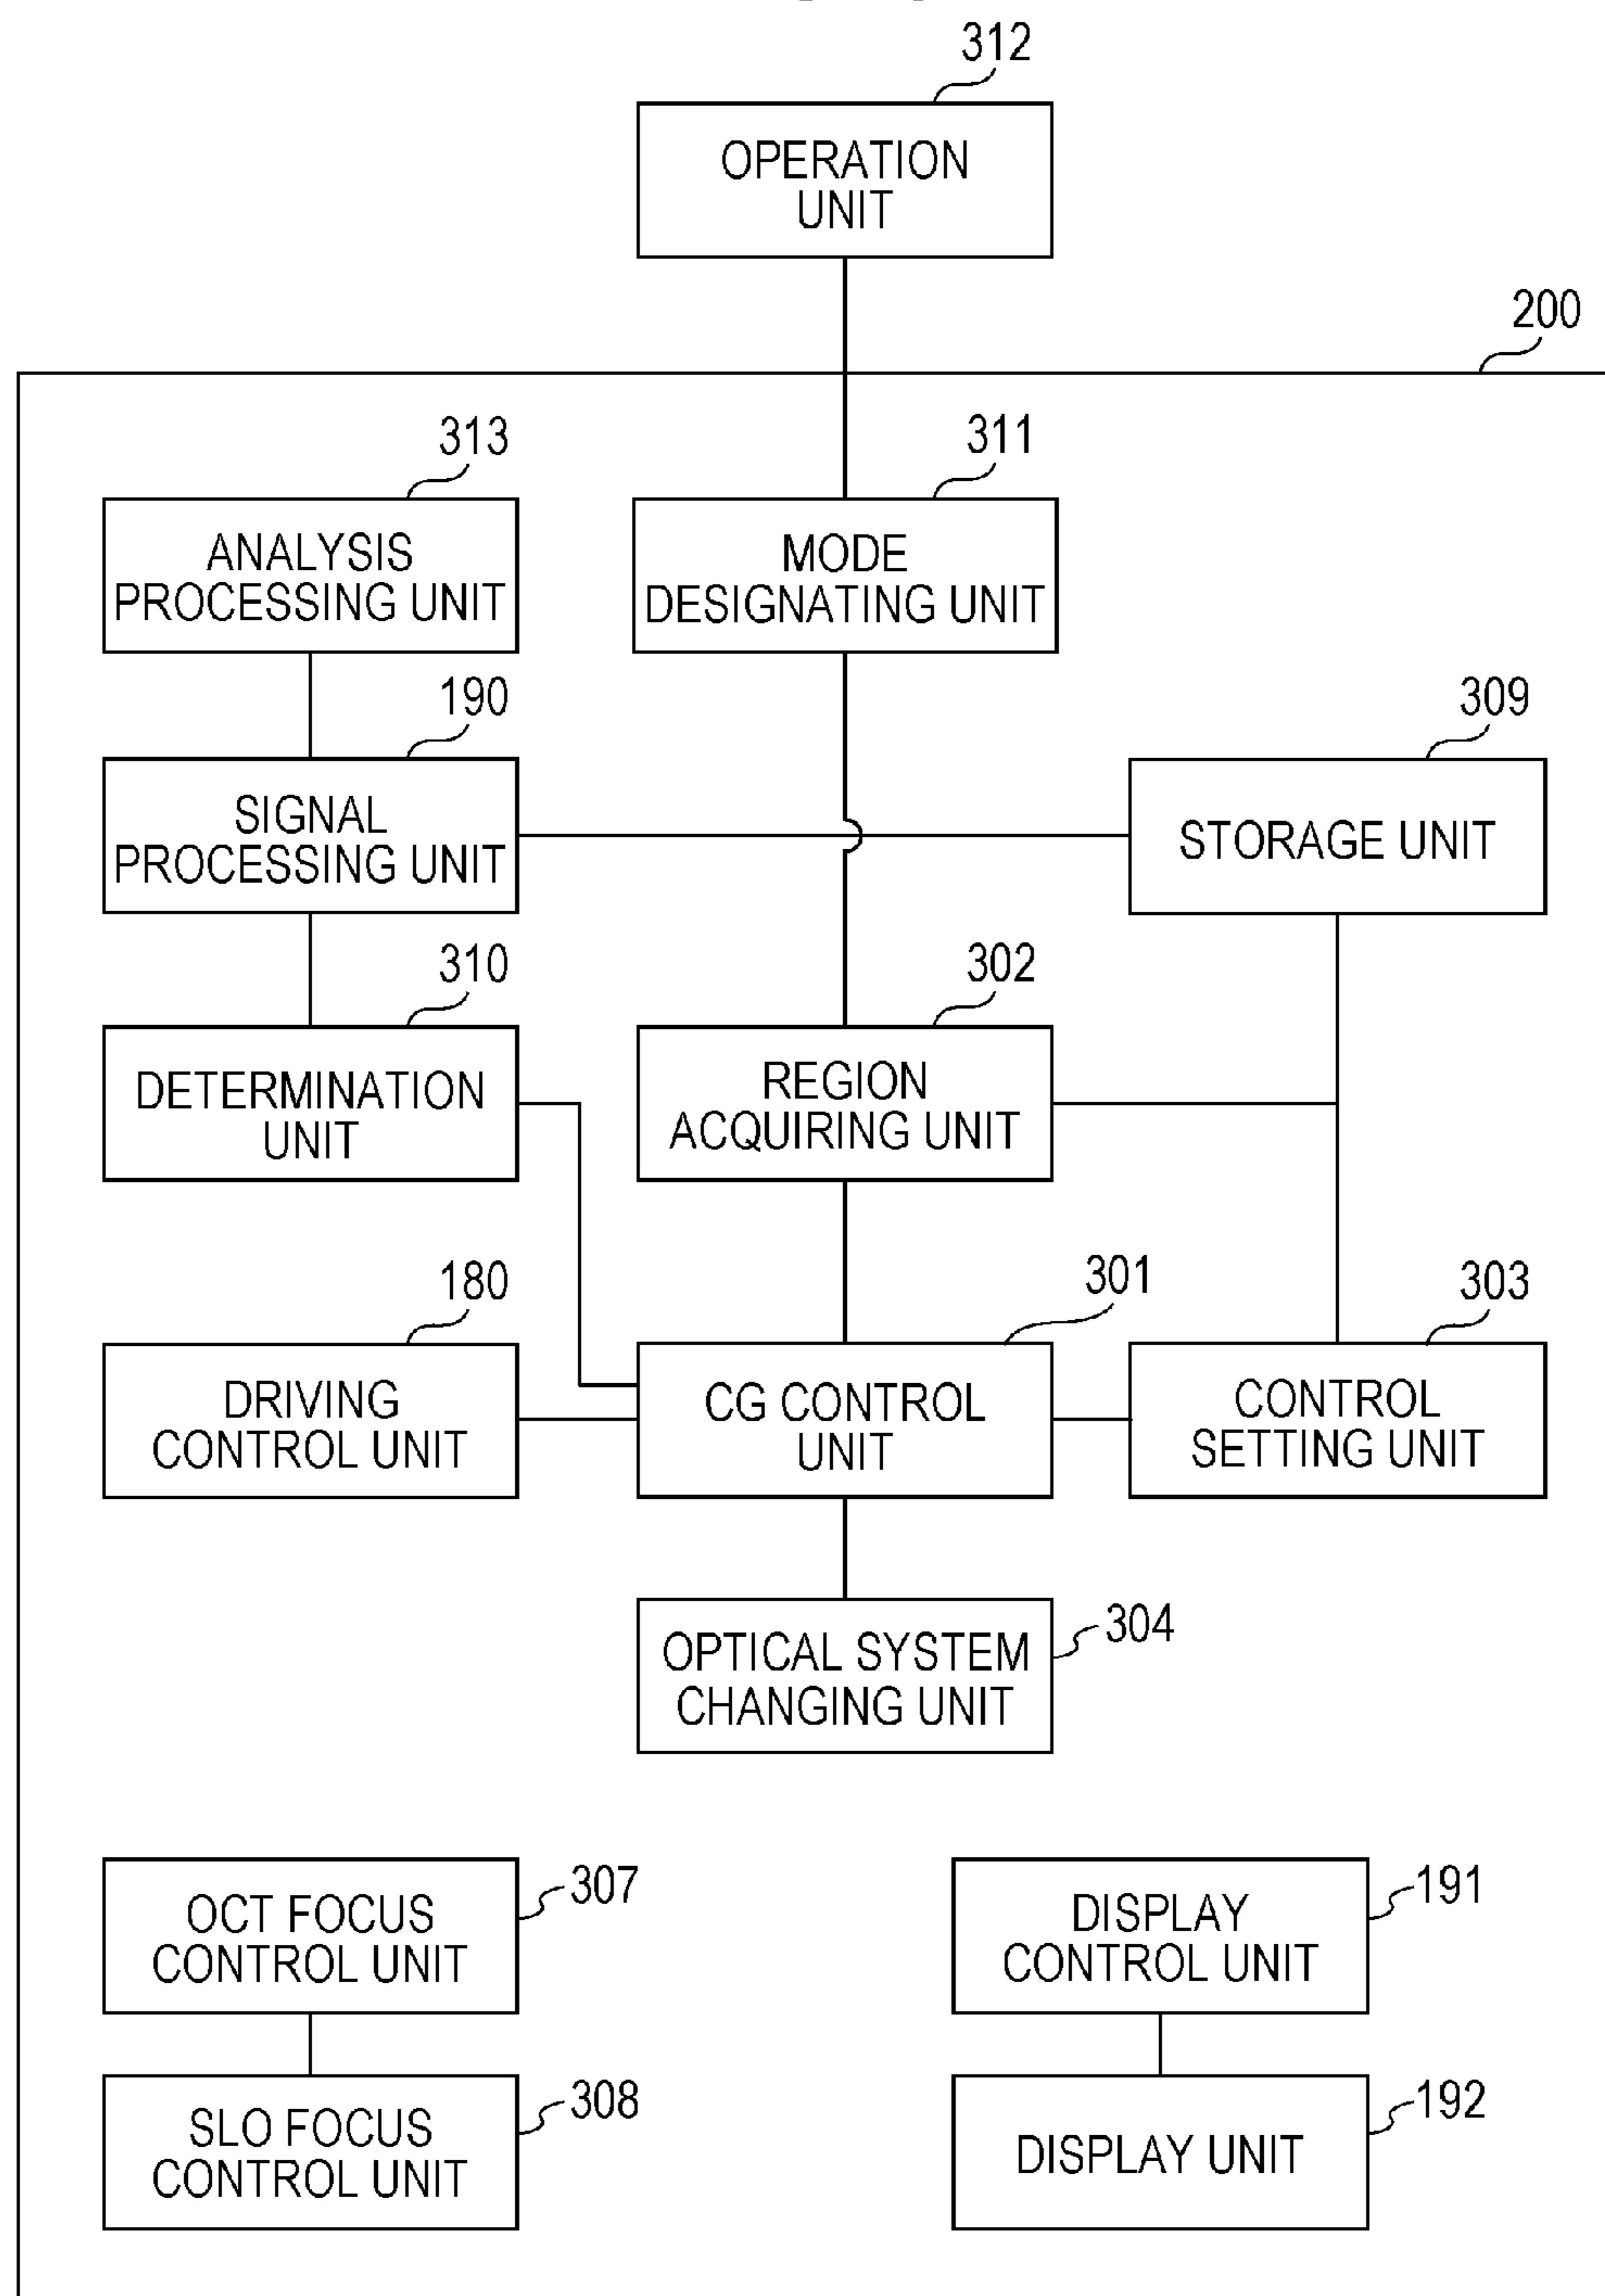 312
OPERATION
UNIT
200
313
ANALYSIS
PROCESSING UNIT
311
MODE
DESIGNATING UNIT
190
SIGNAL
PROCESSING UNIT
309
STORAGE UNIT
310
DETERMINATION
UNIT
302
REGION
ACQUIRING UNIT
180
DRIVING
CONTROL UNIT
301
CG CONTROL
UNIT
303
CONTROL
SETTING UNIT
304
OPTICAL SYSTEM
CHANGING UNIT
307
OCT FOCUS
CONTROL UNIT
191
DISPLAY
CONTROL UNIT
308
SLO FOCUS
CONTROL UNIT
192
DISPLAY UNIT